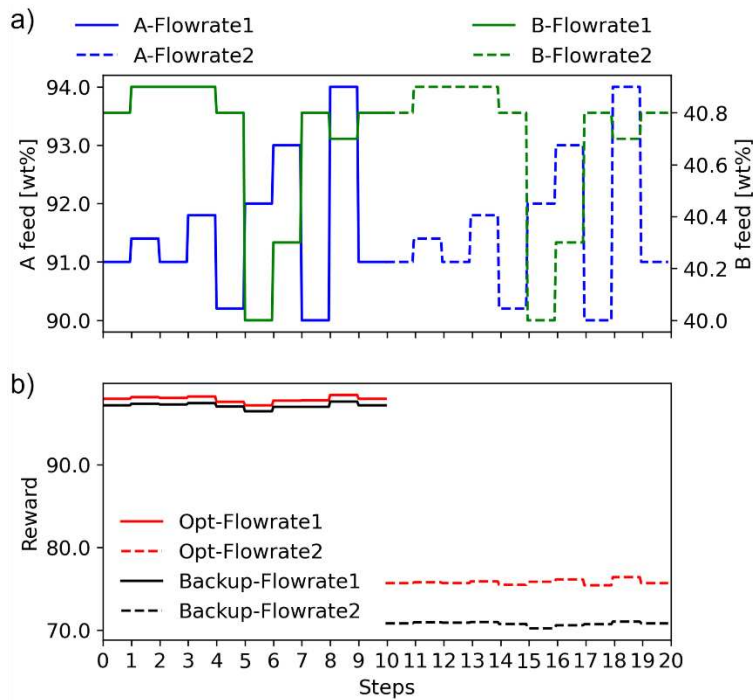 a)
A-Flowrate1
A-Flowrate2
B-Flowrate1
B-Flowrate2
94.0
93.0
92.0
91.0
90.0
A feed [wt%]
40.8
40.6
40.4
40.2
40.0
B feed [wt%]
b)
90.0
80.0
70.0
Reward
Opt-Flowrate1
Opt-Flowrate2
Backup-Flowrate1
Backup-Flowrate2
0 1 2 3 4 5 6 7 8 9 10 11 12 13 14 15 16 17 18 19 20
Steps